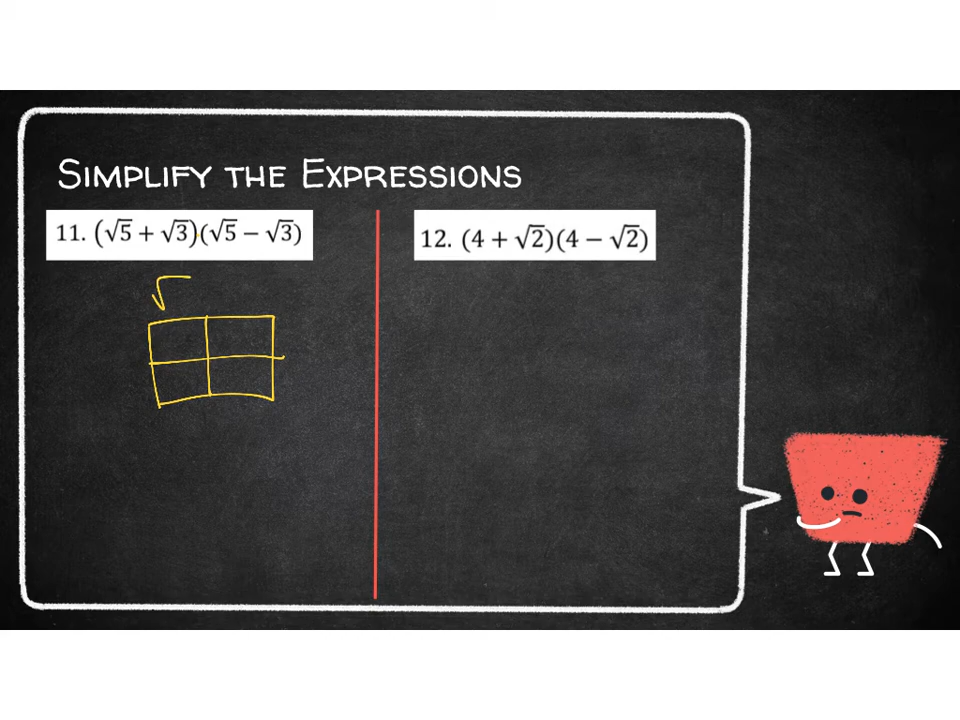 Simplify the Expressions
11. (√5 + √3)(√5 − √3)
12. (4 + √2)(4 − √2)
√